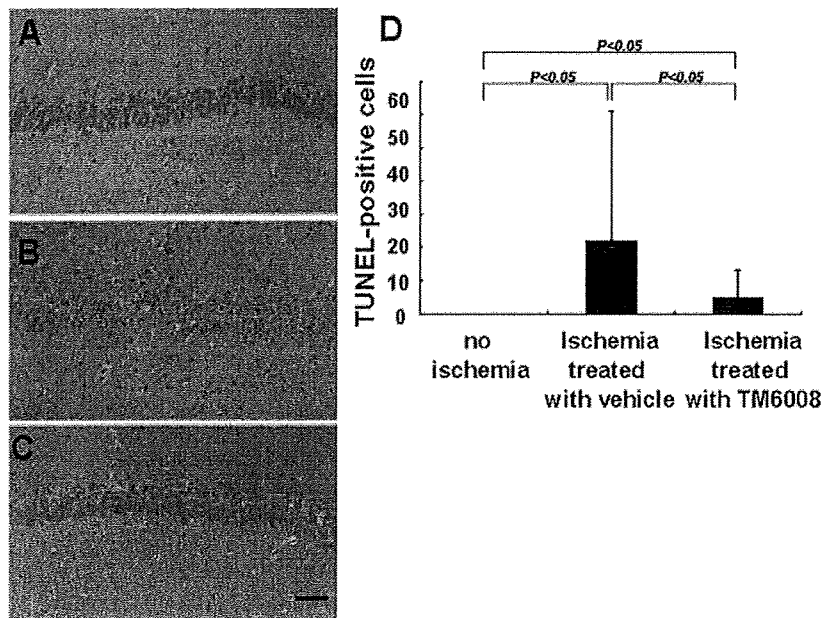 A
B
C
D
P<0.05
P<0.05
P<0.05
TUNEL-positive cells
60
50
40
30
20
10
0
no
ischemia
Ischemia
treated
with vehicle
Ischemia
treated
with TM6008